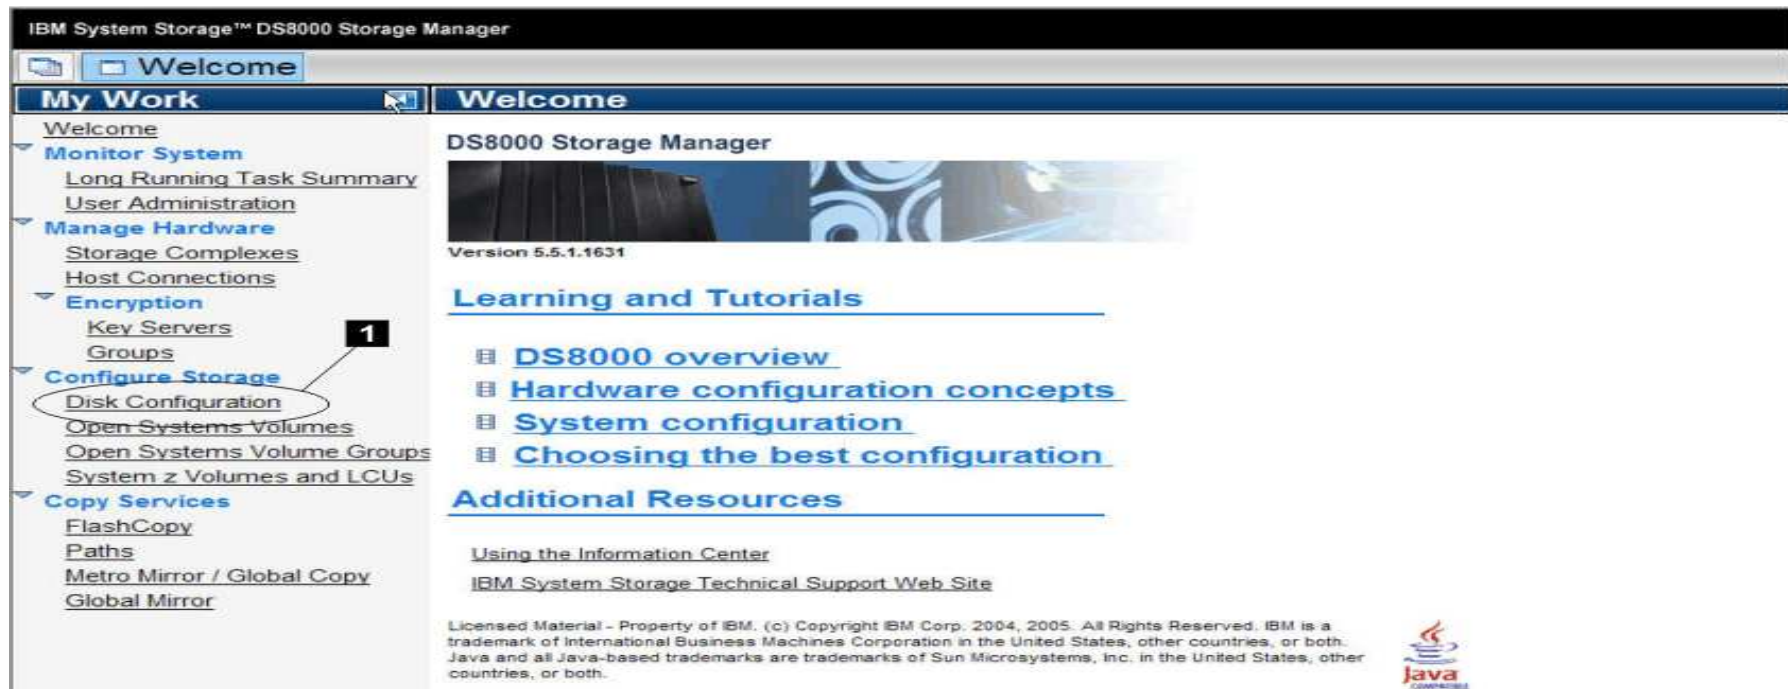 IBM System Storage™ DS8000 Storage Manager
Welcome
My Work
Welcome
Monitor System
Long Running Task Summary
User Administration
Manage Hardware
Storage Complexes
Host Connections
Encryption
Key Servers
Groups
1
Configure Storage
Disk Configuration
Open Systems Volumes
Open Systems Volume Groups
System z Volumes and LCUs
Copy Services
FlashCopy
Paths
Metro Mirror / Global Copy
Global Mirror
Welcome
DS8000 Storage Manager
Version 5.5.1.1631
Learning and Tutorials
DS8000 overview
Hardware configuration concepts
System configuration
Choosing the best configuration
Additional Resources
Using the Information Center
IBM System Storage Technical Support Web Site
Licensed Material - Property of IBM. (c) Copyright IBM Corp. 2004, 2005. All Rights Reserved. IBM is a
trademark of International Business Machines Corporation in the United States, other countries, or both.
Java and all Java-based trademarks are trademarks of Sun Microsystems, Inc. in the United States, other
countries, or both.
Java
COMPATIBLE